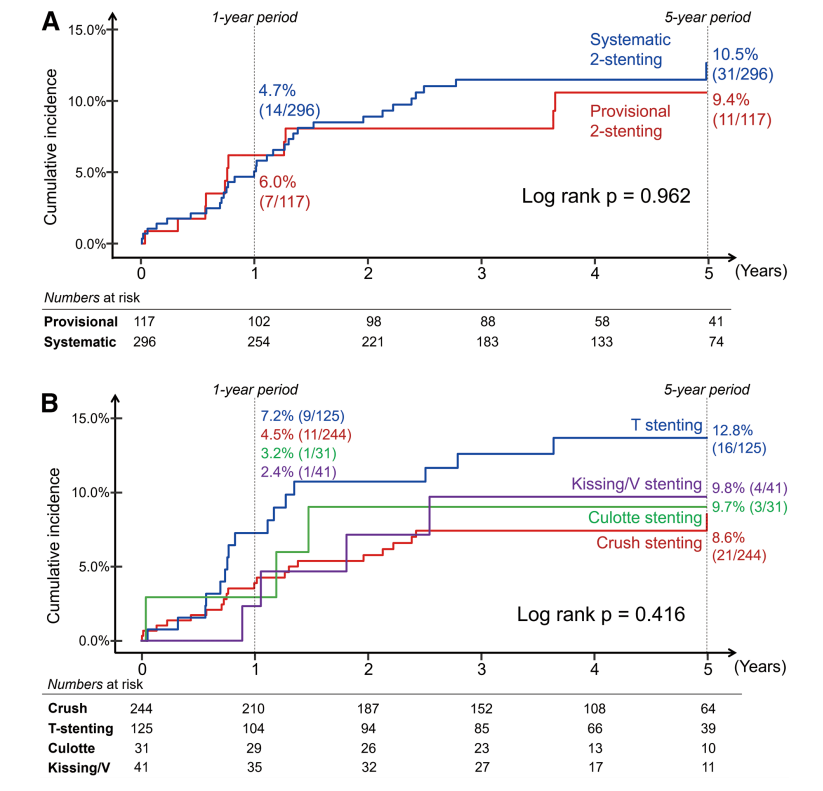 A
1-year period
5-year period
15.0%
10.0%
5.0%
0.0%
Cumulative incidence
Systematic
2-stenting
10.5%
(31/296)
4.7%
(14/296)
9.4%
(11/117)
Provisional
2-stenting
6.0%
(7/117)
Log rank p = 0.962
0 1 2 3 4 5 (Years)
Numbers at risk
Provisional 117 102 98 88 58 41
Systematic 296 254 221 183 133 74
B
1-year period
5-year period
15.0%
10.0%
5.0%
0.0%
Cumulative incidence
7.2% (9/125)
4.5% (11/244)
3.2% (1/31)
2.4% (1/41)
T stenting
12.8%
(16/125)
Kissing/V stenting 9.8% (4/41)
Culotte stenting 9.7% (3/31)
Crush stenting 8.6%
(21/244)
Log rank p = 0.416
0 1 2 3 4 5 (Years)
Numbers at risk
Crush 244 210 187 152 108 64
T-stenting 125 104 94 85 66 39
Culotte 31 29 26 23 13 10
Kissing/V 41 35 32 27 17 11